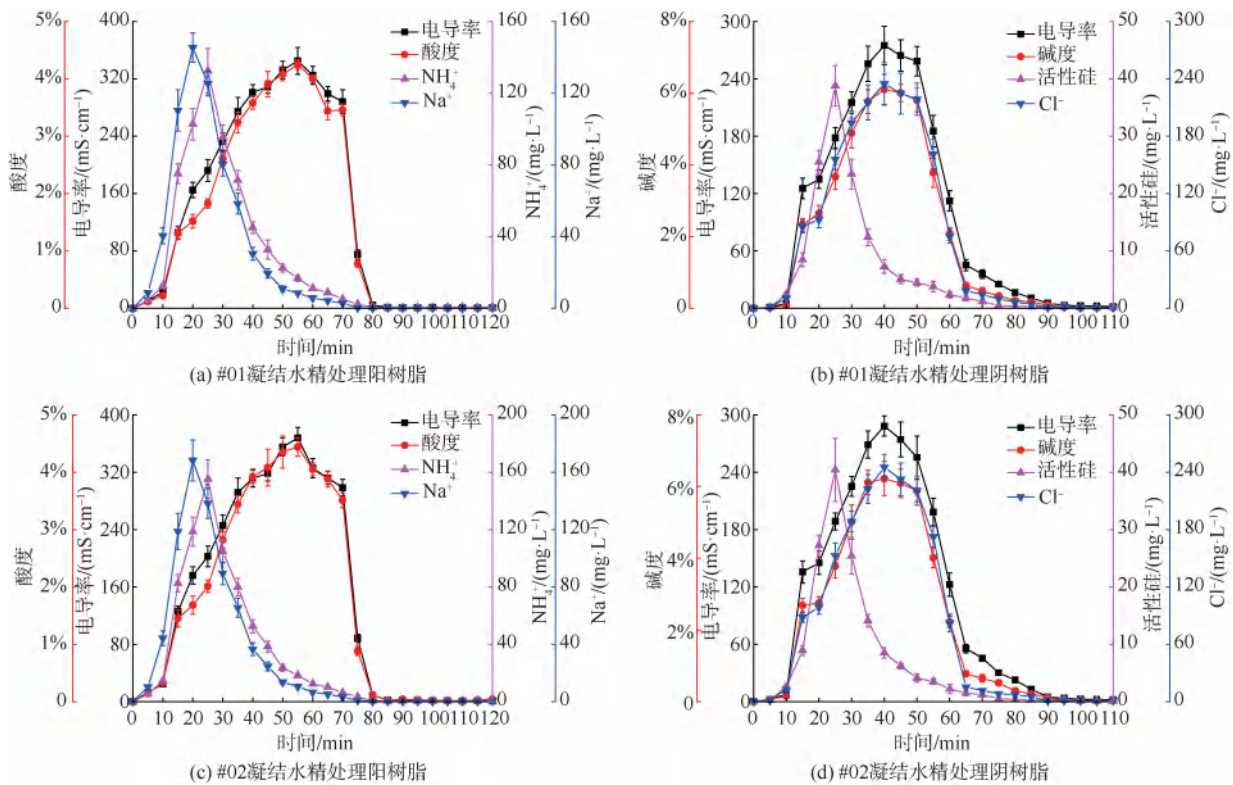 5% 400 160 160
电导率
酸度
NH₄⁺
Na⁺
4% 320 120 120
3% 240
2% 160 80 80
1% 80 40 40
0 0 0 0
酸度
电导率/(mS·cm⁻¹)
NH₄⁺/(mg·L⁻¹)
Na⁺/(mg·L⁻¹)
0 10 20 30 40 50 60 70 80 90 100 110 120
时间/min
(a) #01凝结水精处理阳树脂
8% 300 50 300
电导率
碱度
活性硅
Cl⁻
6% 240 40 240
180 30 180
4% 120 20 120
2% 60 10 60
0 0 0 0
碱度
电导率/(mS·cm⁻¹)
活性硅/(mg·L⁻¹)
Cl⁻/(mg·L⁻¹)
0 10 20 30 40 50 60 70 80 90 100 110
时间/min
(b) #01凝结水精处理阴树脂
5% 400 200 200
电导率
酸度
NH₄⁺
Na⁺
4% 320 160 160
3% 240 120 120
2% 160 80 80
1% 80 40 40
0 0 0 0
酸度
电导率/(mS·cm⁻¹)
NH₄⁺/(mg·L⁻¹)
Na⁺/(mg·L⁻¹)
0 10 20 30 40 50 60 70 80 90 100 110 120
时间/min
(c) #02凝结水精处理阳树脂
8% 300 50 300
电导率
碱度
活性硅
Cl⁻
6% 240 40 240
180 30 180
4% 120 20 120
2% 60 10 60
0 0 0 0
碱度
电导率/(mS·cm⁻¹)
活性硅/(mg·L⁻¹)
Cl⁻/(mg·L⁻¹)
0 10 20 30 40 50 60 70 80 90 100 110
时间/min
(d) #02凝结水精处理阴树脂